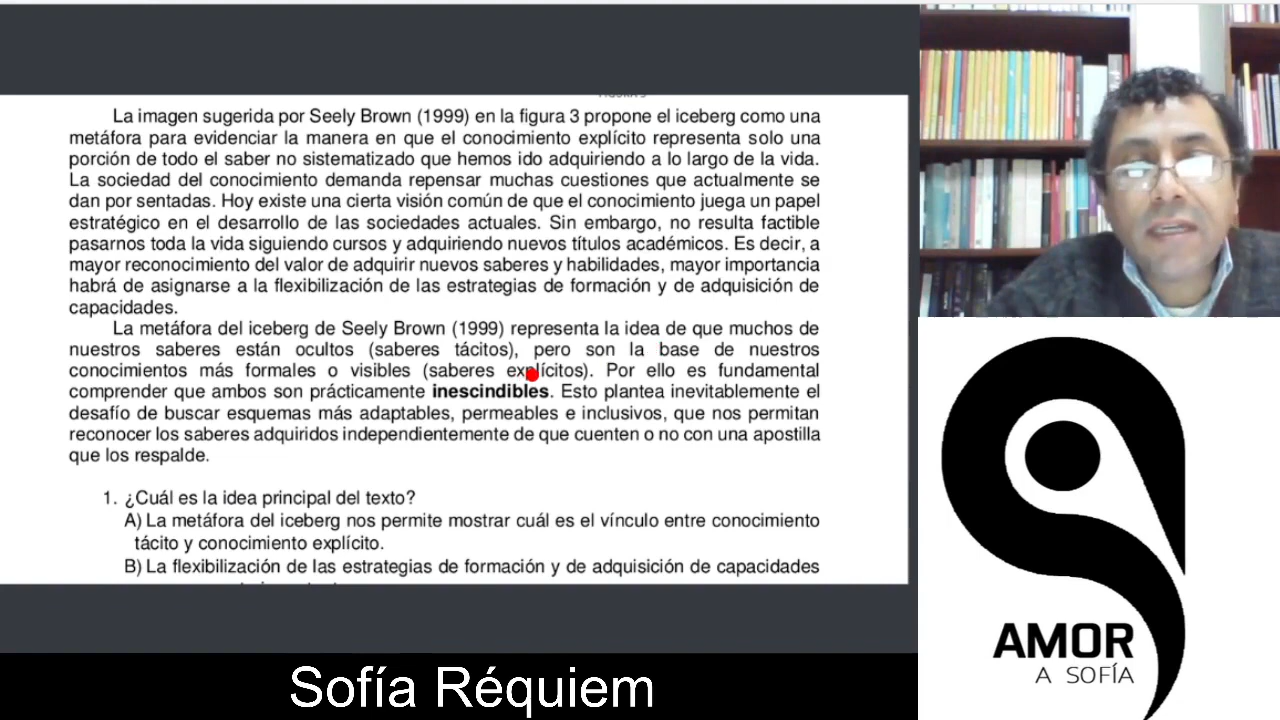 La imagen sugerida por Seely Brown (1999) en la figura 3 propone el iceberg como una
metáfora para evidenciar la manera en que el conocimiento explícito representa solo una
porción de todo el saber no sistematizado que hemos ido adquiriendo a lo largo de la vida.
La sociedad del conocimiento demanda repensar muchas cuestiones que actualmente se
dan por sentadas. Hoy existe una cierta visión común de que el conocimiento juega un papel
estratégico en el desarrollo de las sociedades actuales. Sin embargo, no resulta factible
pasarnos toda la vida siguiendo cursos y adquiriendo nuevos títulos académicos. Es decir, a
mayor reconocimiento del valor de adquirir nuevos saberes y habilidades, mayor importancia
habrá de asignarse a la flexibilización de las estrategias de formación y de adquisición de
capacidades.
La metáfora del iceberg de Seely Brown (1999) representa la idea de que muchos de
nuestros saberes están ocultos (saberes tácitos), pero son la base de nuestros
conocimientos más formales o visibles (saberes explícitos). Por ello es fundamental
comprender que ambos son prácticamente inescindibles. Esto plantea inevitablemente el
desafío de buscar esquemas más adaptables, permeables e inclusivos, que nos permitan
reconocer los saberes adquiridos independientemente de que cuenten o no con una apostilla
que los respalde.
1. ¿Cuál es la idea principal del texto?
A) La metáfora del iceberg nos permite mostrar cuál es el vínculo entre conocimiento
tácito y conocimiento explícito.
B) La flexibilización de las estrategias de formación y de adquisición de capacidades
AMOR
A SOFÍA
Sofía Réquiem